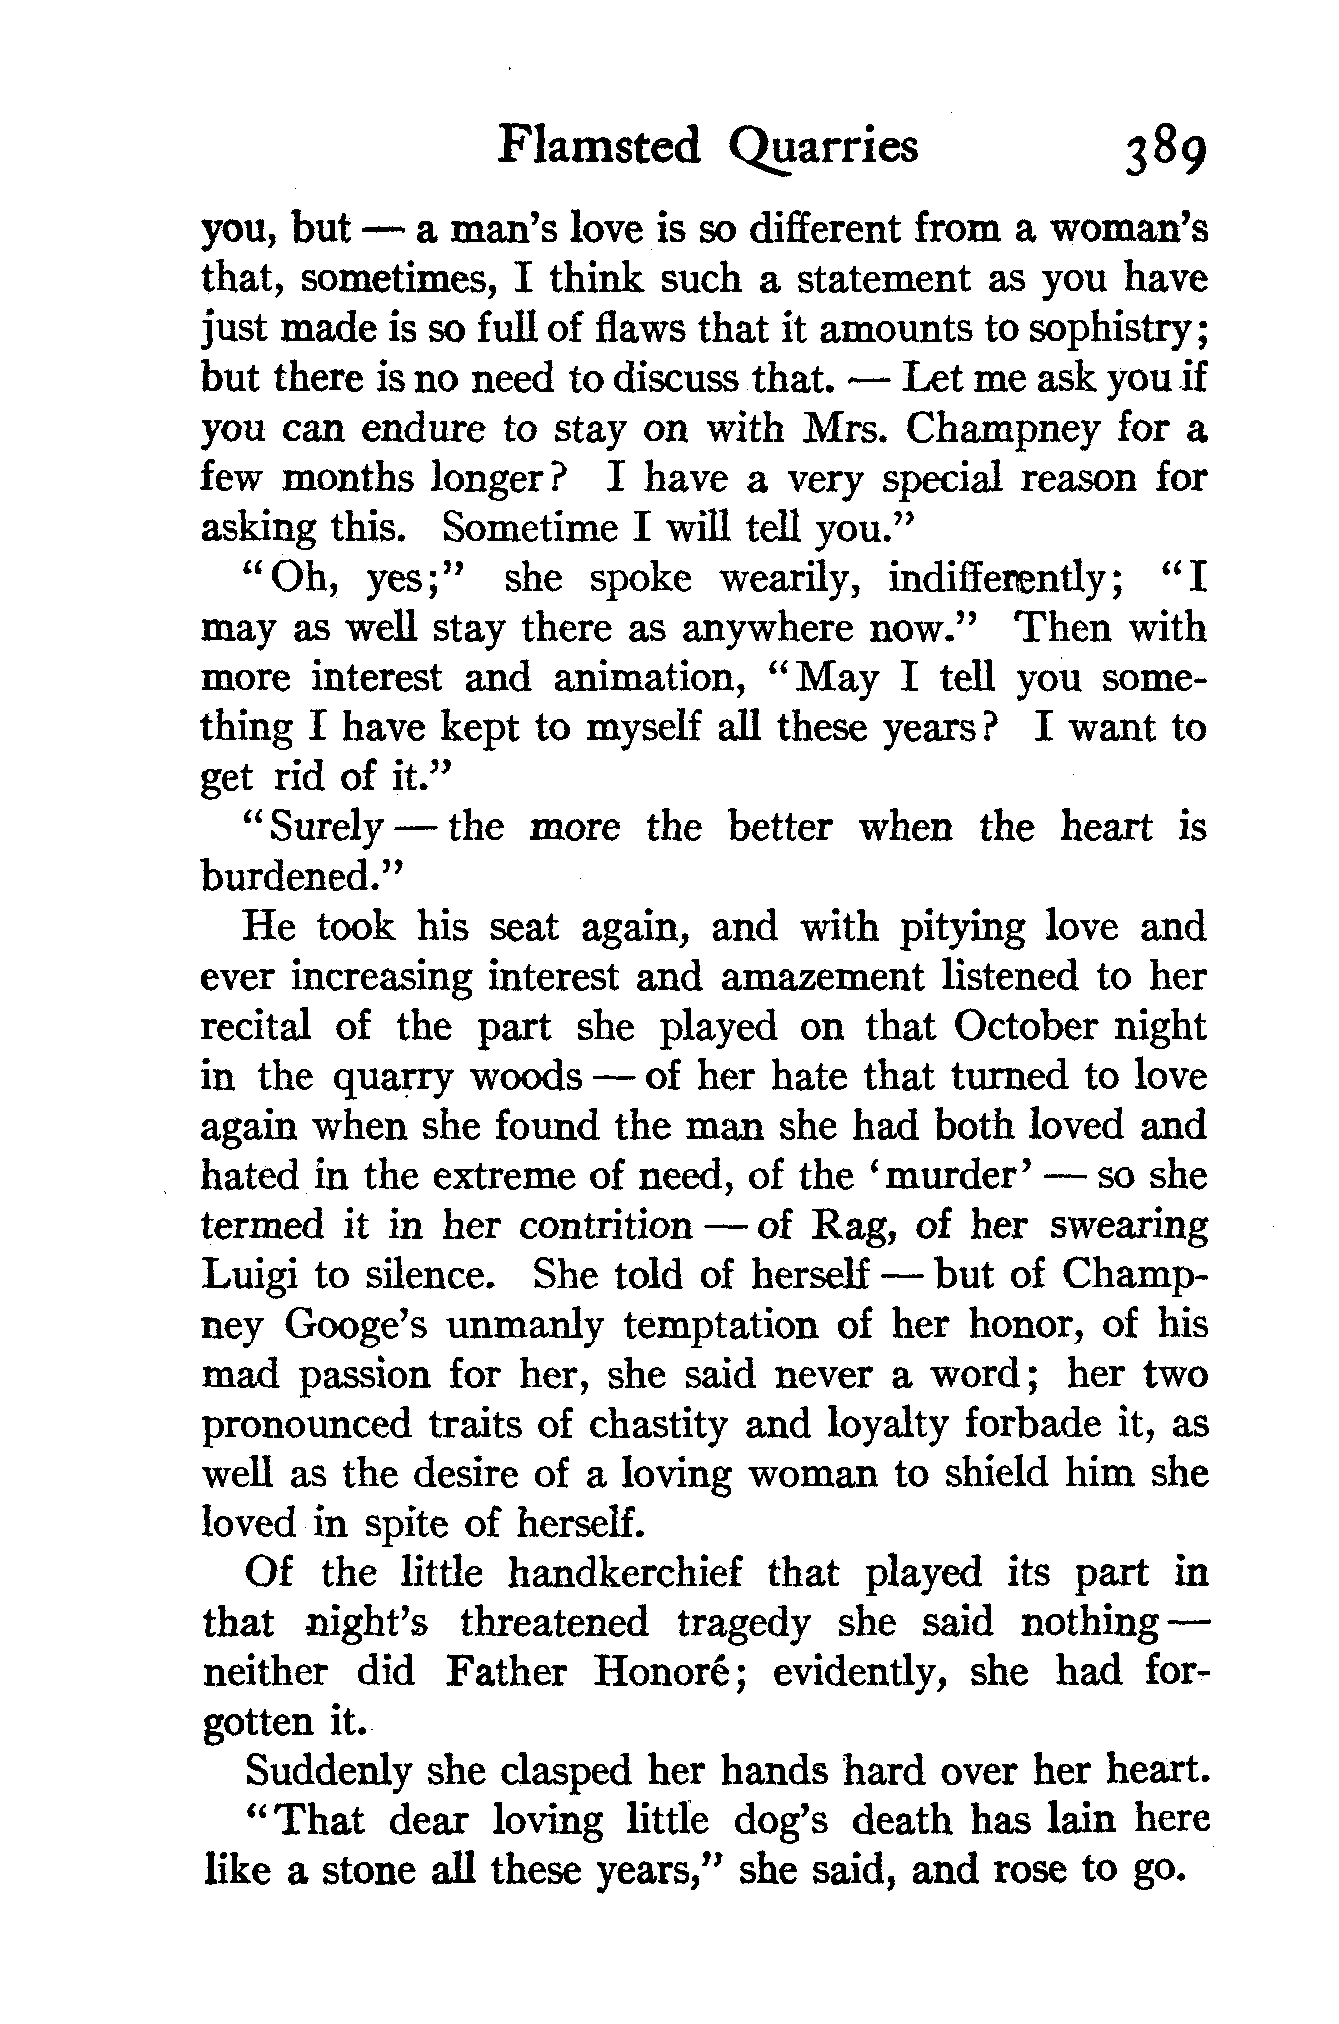 Flamsted Quarries 389
you, but — a man's love is so different from a woman's
that, sometimes, I think such a statement as you have
just made is so full of flaws that it amounts to sophistry;
but there is no need to discuss that. — Let me ask you if
you can endure to stay on with Mrs. Champney for a
few months longer? I have a very special reason for
asking this. Sometime I will tell you."
"Oh, yes;" she spoke wearily, indifferently; "I
may as well stay there as anywhere now." Then with
more interest and animation, "May I tell you some-
thing I have kept to myself all these years? I want to
get rid of it."
"Surely — the more the better when the heart is
burdened."
He took his seat again, and with pitying love and
ever increasing interest and amazement listened to her
recital of the part she played on that October night
in the quarry woods — of her hate that turned to love
again when she found the man she had both loved and
hated in the extreme of need, of the 'murder' — so she
termed it in her contrition — of Rag, of her swearing
Luigi to silence. She told of herself — but of Champ-
ney Googe's unmanly temptation of her honor, of his
mad passion for her, she said never a word; her two
pronounced traits of chastity and loyalty forbade it, as
well as the desire of a loving woman to shield him she
loved in spite of herself.
Of the little handkerchief that played its part in
that night's threatened tragedy she said nothing —
neither did Father Honoré; evidently, she had for-
gotten it.
Suddenly she clasped her hands hard over her heart.
"That dear loving little dog's death has lain here
like a stone all these years," she said, and rose to go.